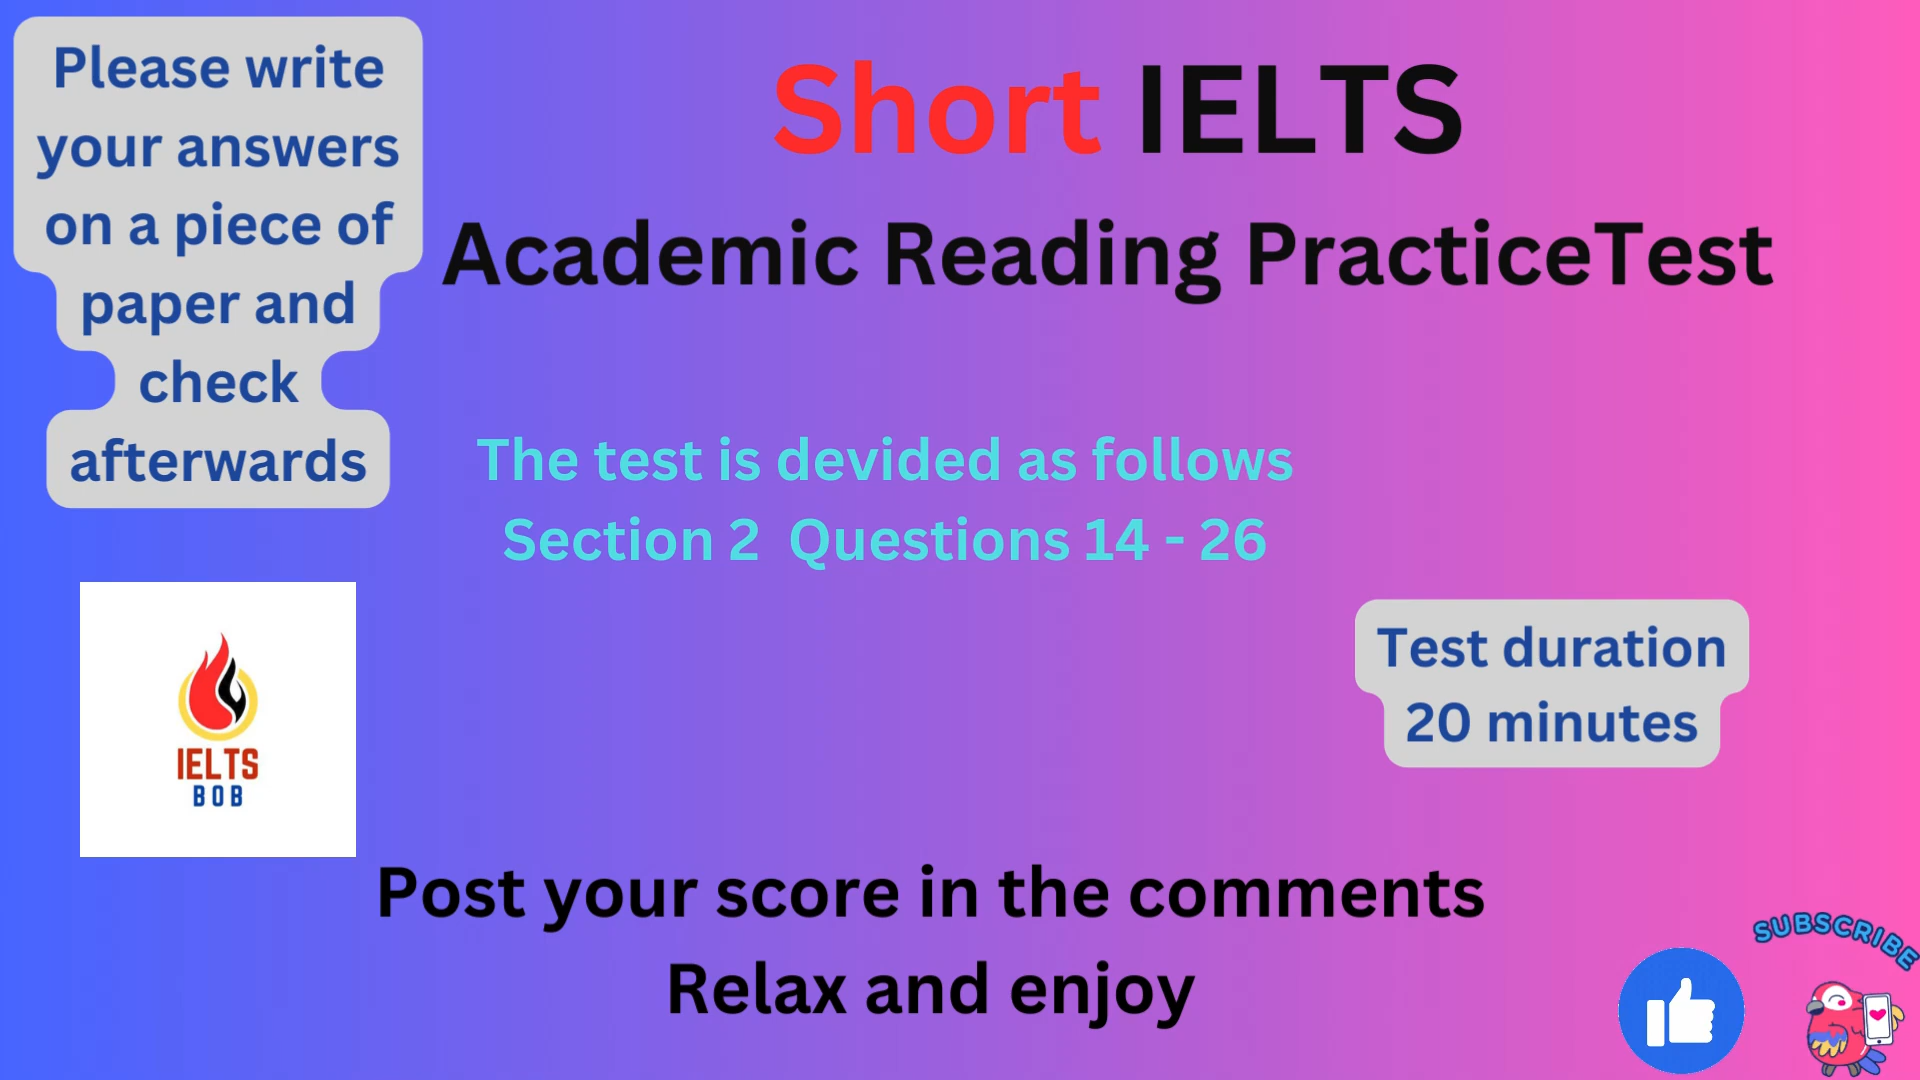 Please write
your answers
on a piece of
paper and
check
afterwards
Short IELTS
Academic Reading PracticeTest
The test is devided as follows
Section 2 Questions 14 - 26
IELTS
BOB
Test duration
20 minutes
Post your score in the comments
Relax and enjoy
SUBSCRIBE